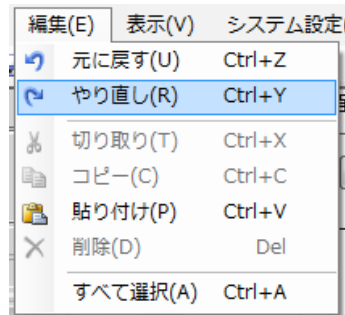 編集(E) 表示(V) システム設定
元に戻す(U) Ctrl+Z
やり直し(R) Ctrl+Y
切り取り(T) Ctrl+X
コピー(C) Ctrl+C
貼り付け(P) Ctrl+V
削除(D) Del
すべて選択(A) Ctrl+A